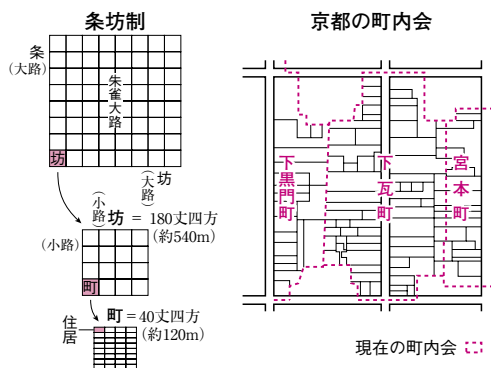 条坊制
条
(大路)
朱雀大路
坊
坊
(大路)
(小路)
坊 = 180丈四方
(約540m)
(小路)
町
町 = 40丈四方
(約120m)
住居
京都の町内会
下黒門町
下瓦町
宮本町
現在の町内会